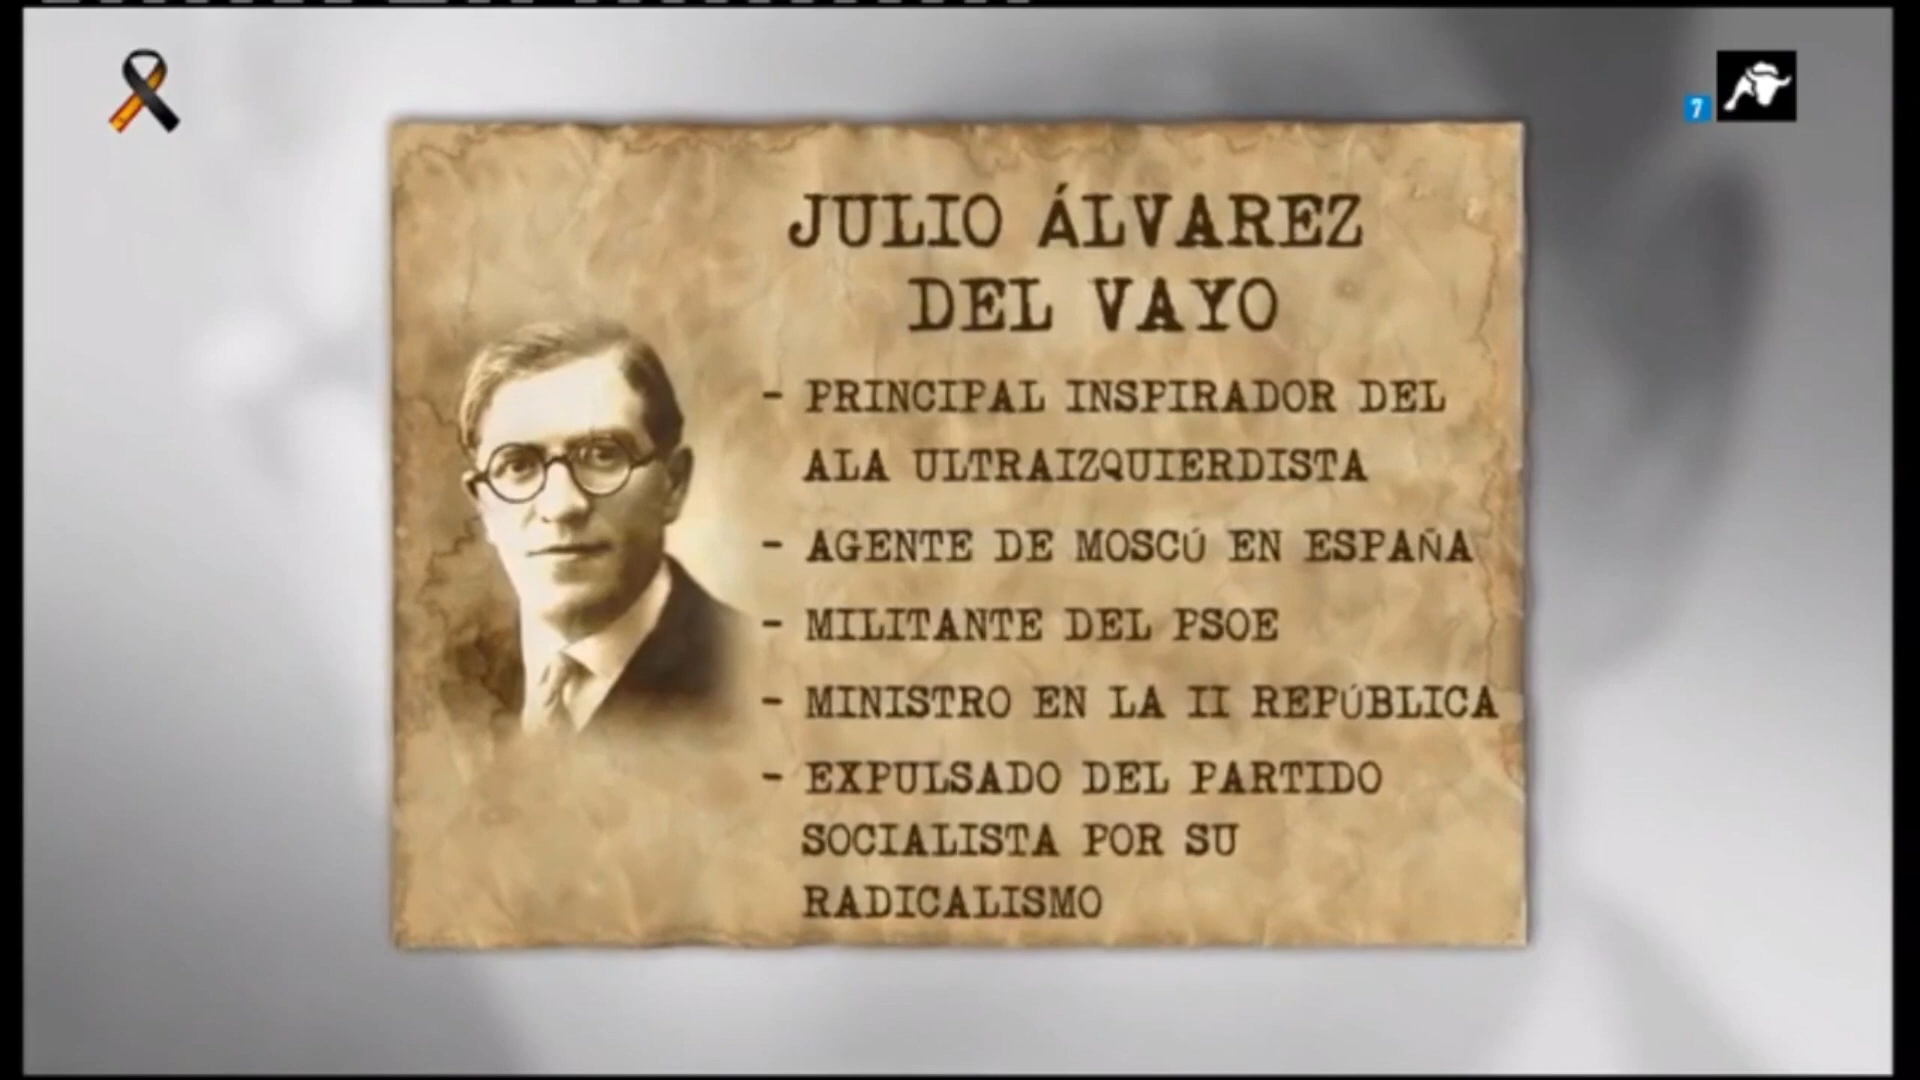 7
JULIO ÁLVAREZ
DEL VAYO
- PRINCIPAL INSPIRADOR DEL
ALA ULTRAIZQUIERDISTA
- AGENTE DE MOSCÚ EN ESPAÑA
- MILITANTE DEL PSOE
- MINISTRO EN LA II REPÚBLICA
- EXPULSADO DEL PARTIDO
SOCIALISTA POR SU
RADICALISMO